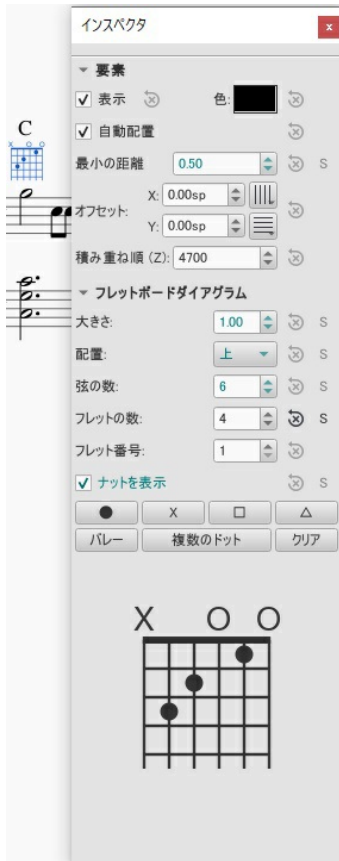 インスペクタ
x
要素
表示 色:
自動配置
最小の距離 0.50 S
オフセット: X: 0.00sp
Y: 0.00sp
積み重ね順 (Z): 4700
フレットボードダイアグラム
大きさ: 1.00 S
配置: 上 S
弦の数: 6 S
フレットの数: 4 S
フレット番号: 1
ナットを表示 S
X
バレー 複数のドット クリア
C
X O O
X O O